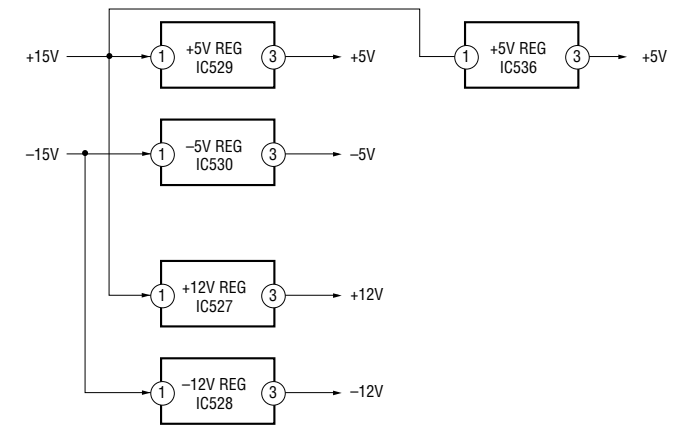 +15V
1
+5V REG
IC529
3
+5V
1
+5V REG
IC536
3
+5V
–15V
1
–5V REG
IC530
3
–5V
1
+12V REG
IC527
3
+12V
1
–12V REG
IC528
3
–12V